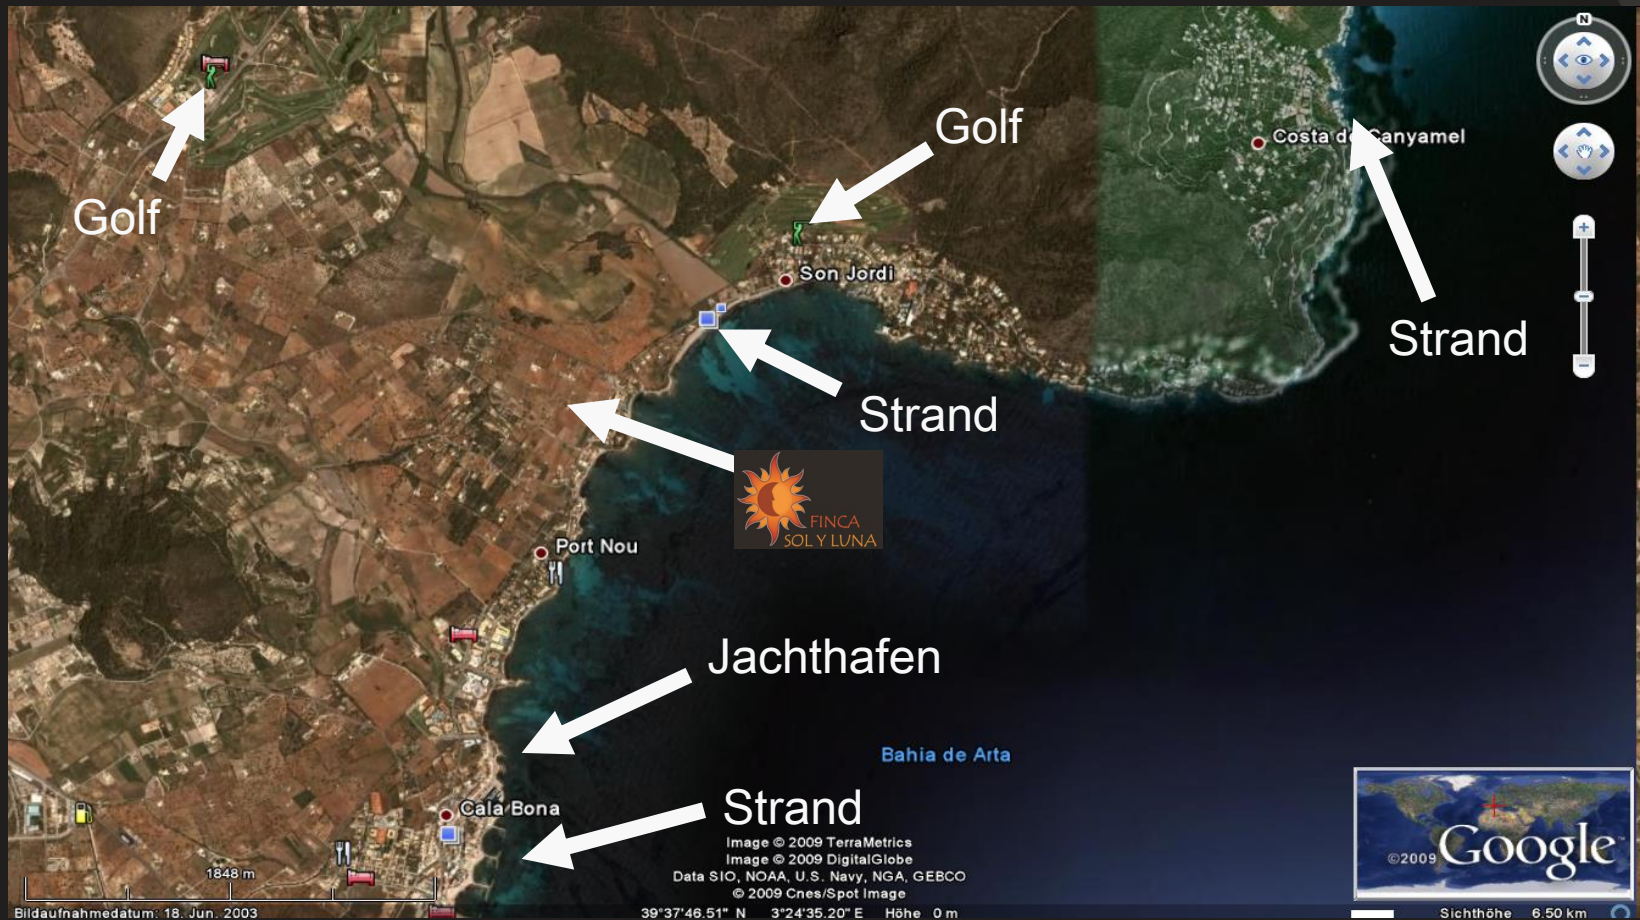 N
Golf
Costa de Canyamel
Golf
Son Jordi
Strand
Strand
FINCA
SOL Y LUNA
Port Nou
Jachthafen
Bahia de Arta
Cala Bona
Strand
Image © 2009 TerraMetrics
Image © 2009 DigitalGlobe
Data SIO, NOAA, U.S. Navy, NGA, GEBCO
© 2009 Cnes/Spot Image
©2009 Google
1848 m
Bildaufnahmedatum: 18. Jun. 2003
39°37'46.51" N 3°24'35.20" E Höhe 0 m
Sichthöhe 6.50 km